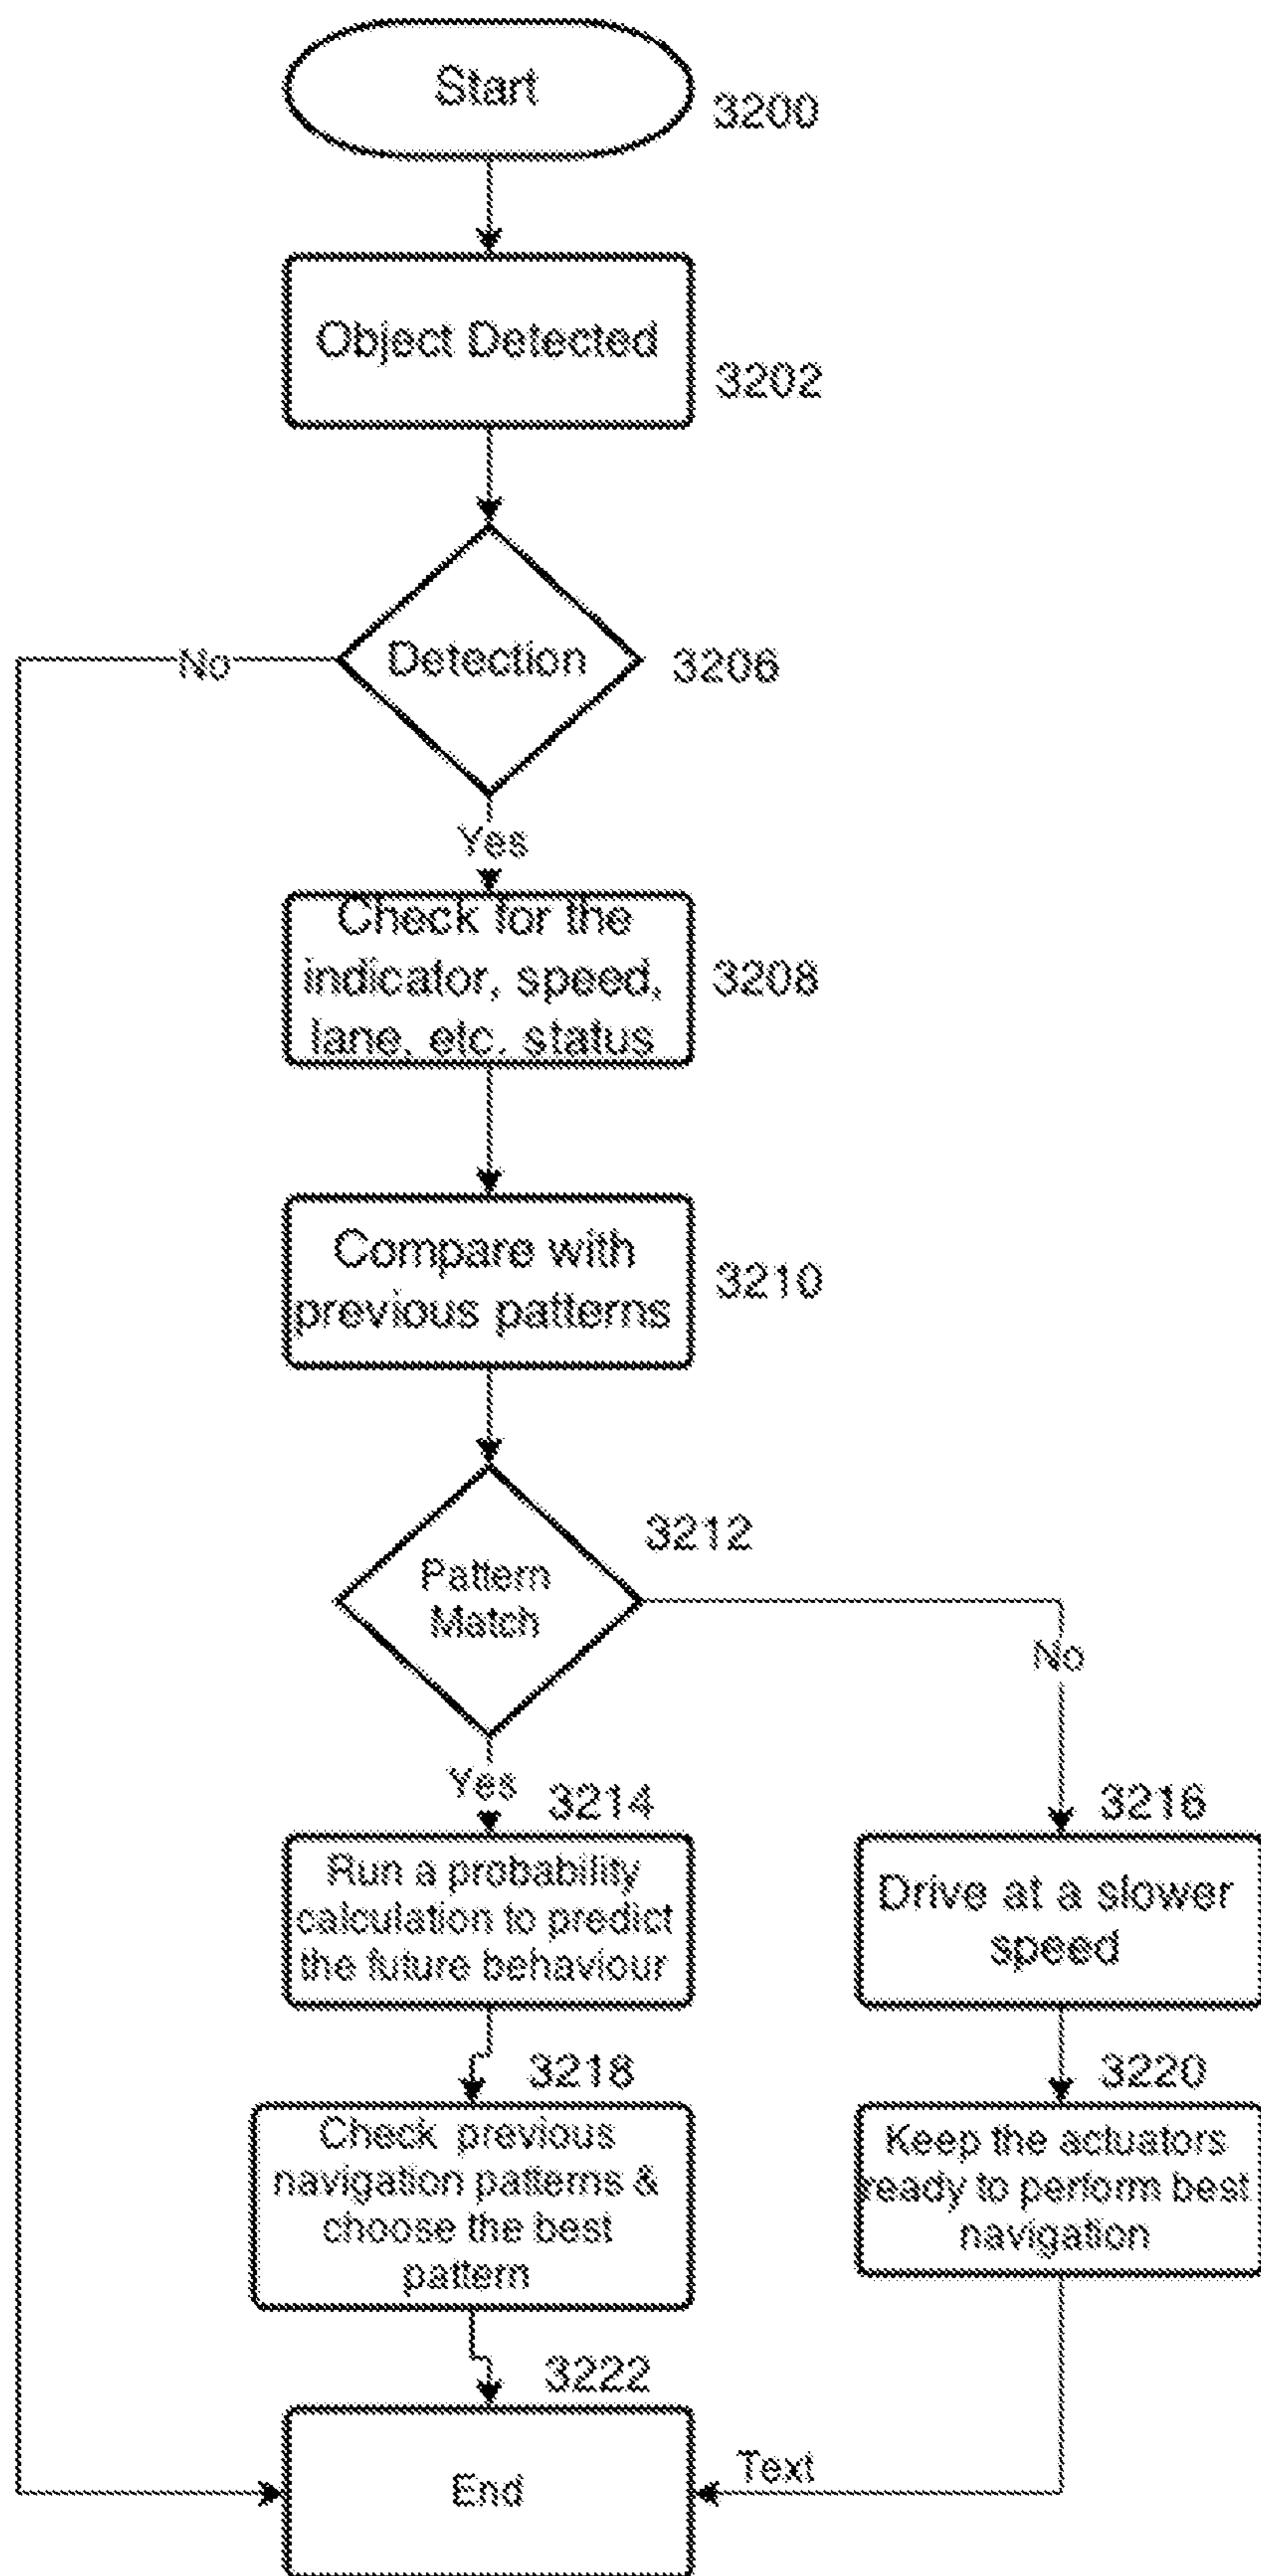 Start
3200
Object Detected
3202
Detection
3206
No
Yes
Check for the
indicator, speed,
lane, etc. status
3208
Compare with
previous patterns
3210
3212
Pattern
Match
No
Yes
3214
3216
Run a probability
calculation to predict
the future behaviour
Drive at a slower
speed
3218
3220
Check previous
navigation patterns &
choose the best
pattern
Keep the actuators
ready to perform best
navigation
3222
Text
End